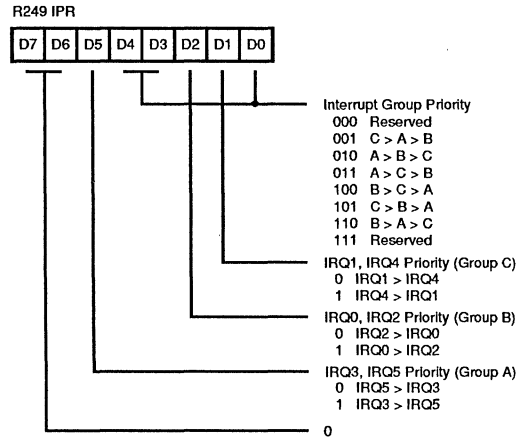 R249 IPR
D7 D6 D5 D4 D3 D2 D1 D0
Interrupt Group Priority
000 Reserved
001 C > A > B
010 A > B > C
011 A > C > B
100 B > C > A
101 C > B > A
110 B > A > C
111 Reserved
IRQ1, IRQ4 Priority (Group C)
0 IRQ1 > IRQ4
1 IRQ4 > IRQ1
IRQ0, IRQ2 Priority (Group B)
0 IRQ2 > IRQ0
1 IRQ0 > IRQ2
IRQ3, IRQ5 Priority (Group A)
0 IRQ5 > IRQ3
1 IRQ3 > IRQ5
0